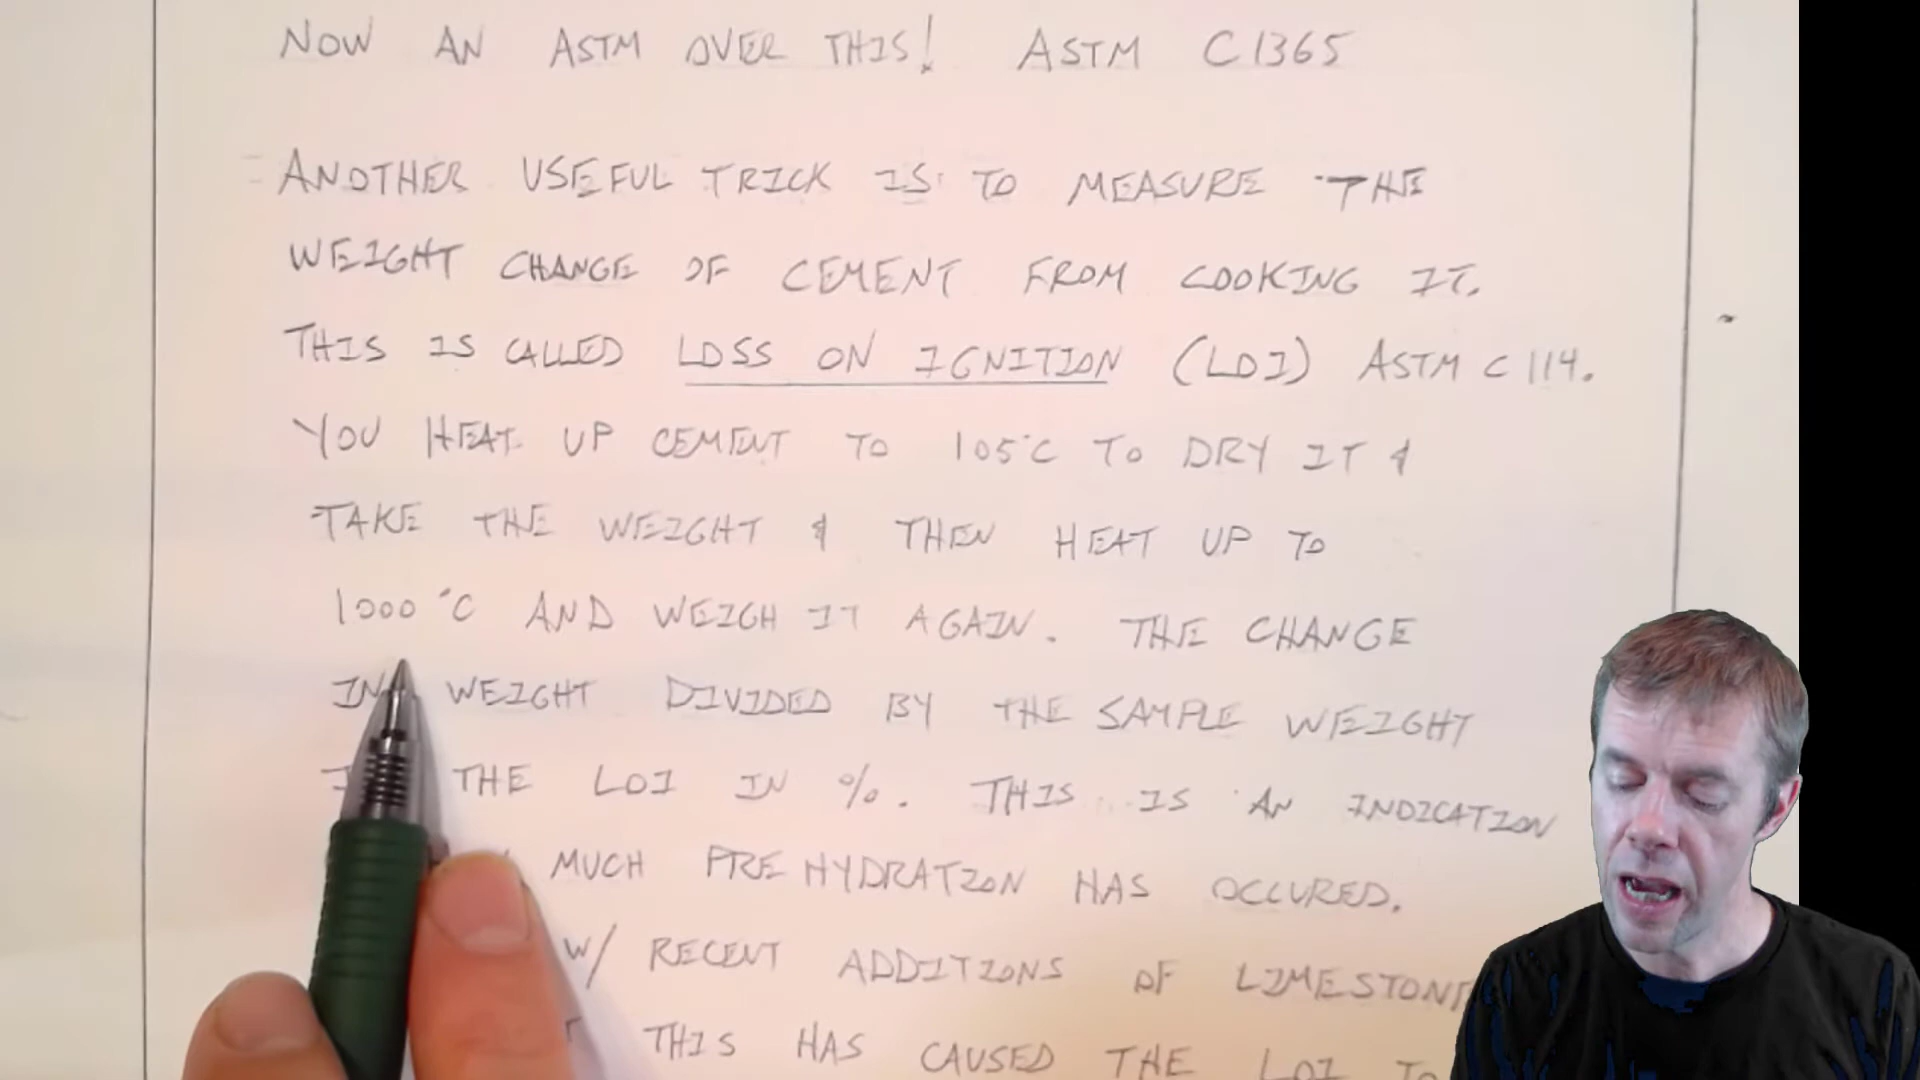 NOW AN ASTM OVER THIS! ASTM C1365
ANOTHER USEFUL TRICK IS TO MEASURE THE
WEIGHT CHANGE OF CEMENT FROM COOKING IT.
THIS IS CALLED LOSS ON IGNITION (LOI) ASTM C 114.
YOU HEAT UP CEMENT TO 105°C TO DRY IT &
TAKE THE WEIGHT & THEN HEAT UP TO
1000 °C AND WEIGH IT AGAIN. THE CHANGE
IN WEIGHT DIVIDED BY THE SAMPLE WEIGHT
THE LOI IN %. THIS IS AN INDICATION
MUCH PRE HYDRATION HAS OCCURED.
W/ RECENT ADDITIONS OF LIMESTONE
THIS HAS CAUSED THE LOI TO